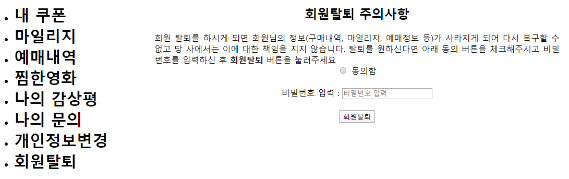 내 쿠폰
마일리지
예매내역
찜한영화
나의 감상평
나의 문의
개인정보변경
회원탈퇴
회원탈퇴 주의사항
회원 탈퇴를 하시게 되면 회원님의 정보(구매내역, 마일리지, 예매정보 등)가 사라지게 되어 다시 복구할 수
없고 당 사에서는 이에 대한 책임을 지지 않습니다. 탈퇴를 원하신다면 아래 동의 버튼을 체크해주시고 비밀
번호를 입력하신 후 회원탈퇴 버튼을 눌러주세요
동의함
비밀번호 입력 : 비밀번호 입력
회원탈퇴